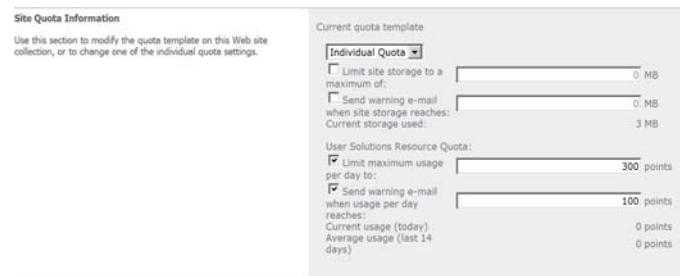 Site Quota Information
Use this section to modify the quota template on this Web site
collection, or to change one of the individual quota settings.
Current quota template
Individual Quota
Limit site storage to a
maximum of:
0 MB
Send warning e-mail
when site storage reaches:
0 MB
Current storage used:
3 MB
User Solutions Resource Quota:
Limit maximum usage
per day to:
300 points
Send warning e-mail
when usage per day
reaches:
100 points
Current usage (today)
0 points
Average usage (last 14
days)
0 points